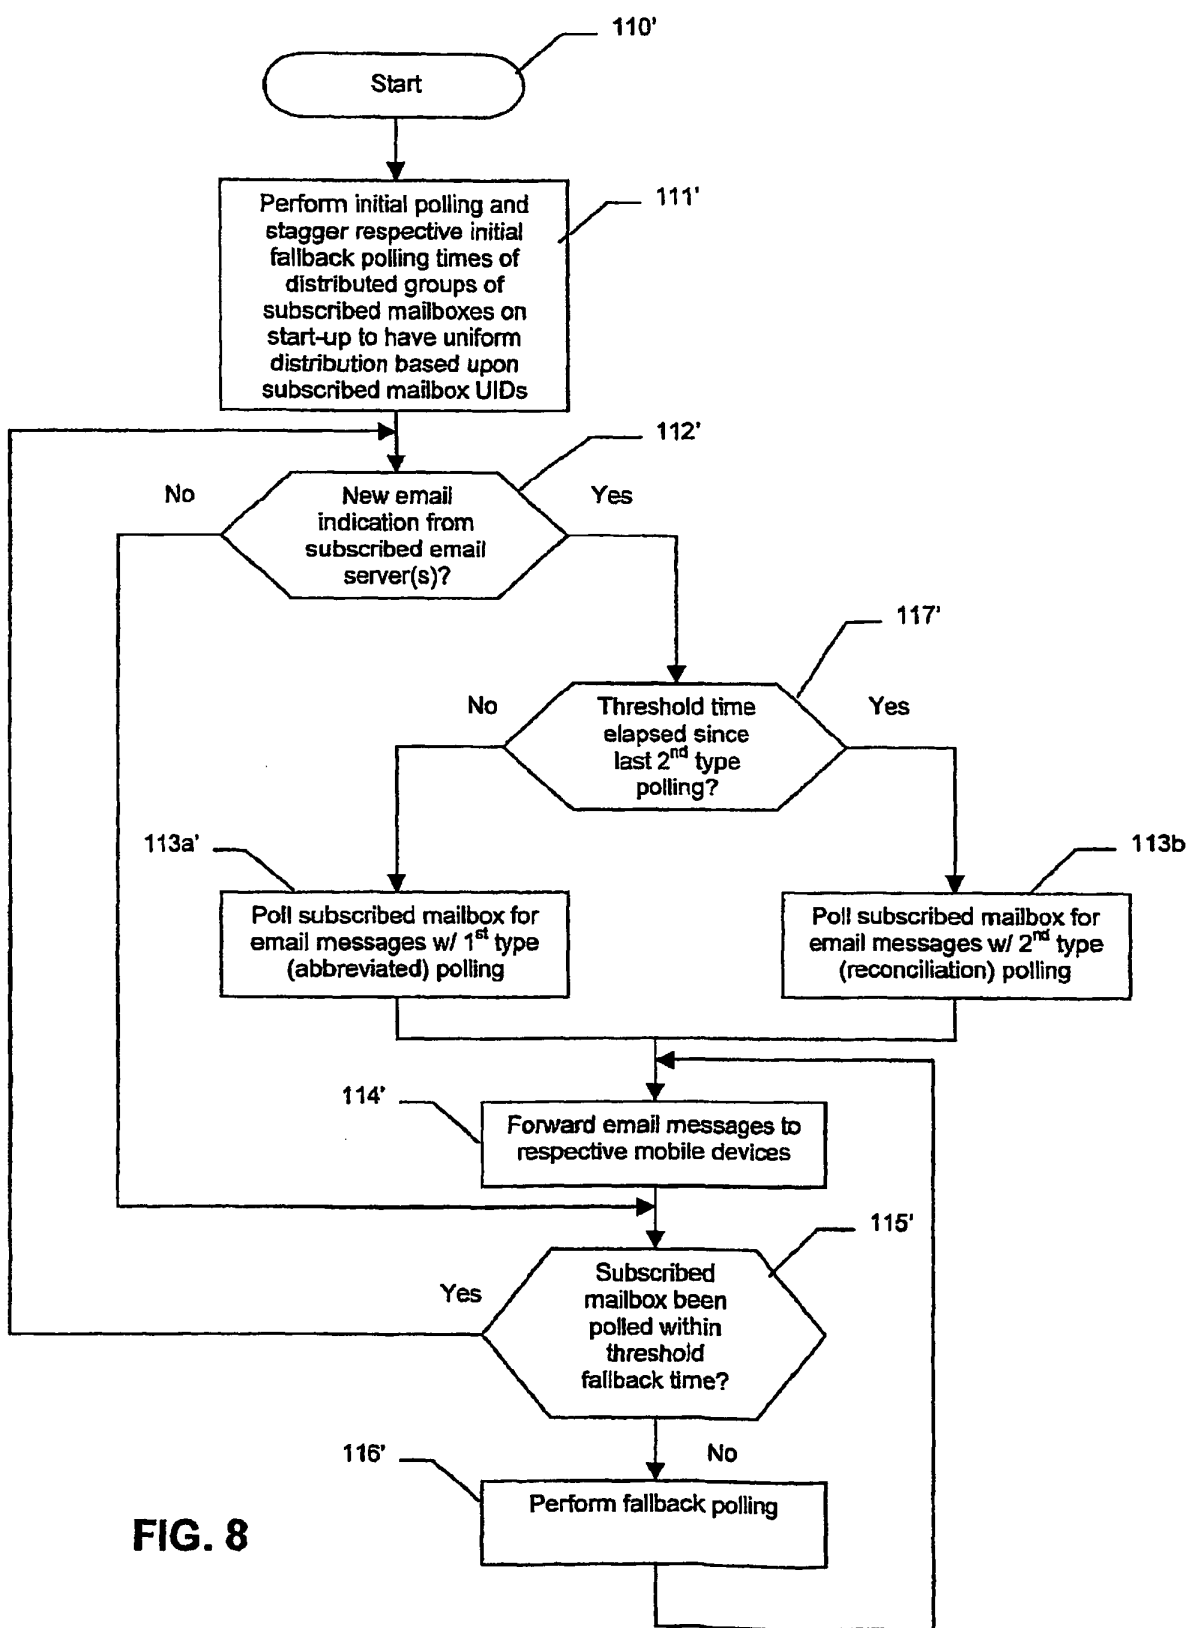 110'
Start
111'
Perform initial polling and
stagger respective initial
fallback polling times of
distributed groups of
subscribed mailboxes on
start-up to have uniform
distribution based upon
subscribed mailbox UIDs
112'
No
Yes
New email
indication from
subscribed email
server(s)?
117'
No
Yes
Threshold time
elapsed since
last 2nd type
polling?
113a'
113b
Poll subscribed mailbox for
email messages w/ 1st type
(abbreviated) polling
Poll subscribed mailbox for
email messages w/ 2nd type
(reconciliation) polling
114'
Forward email messages to
respective mobile devices
115'
Yes
Subscribed
mailbox been
polled within
threshold
fallback time?
No
116'
Perform fallback polling
FIG. 8